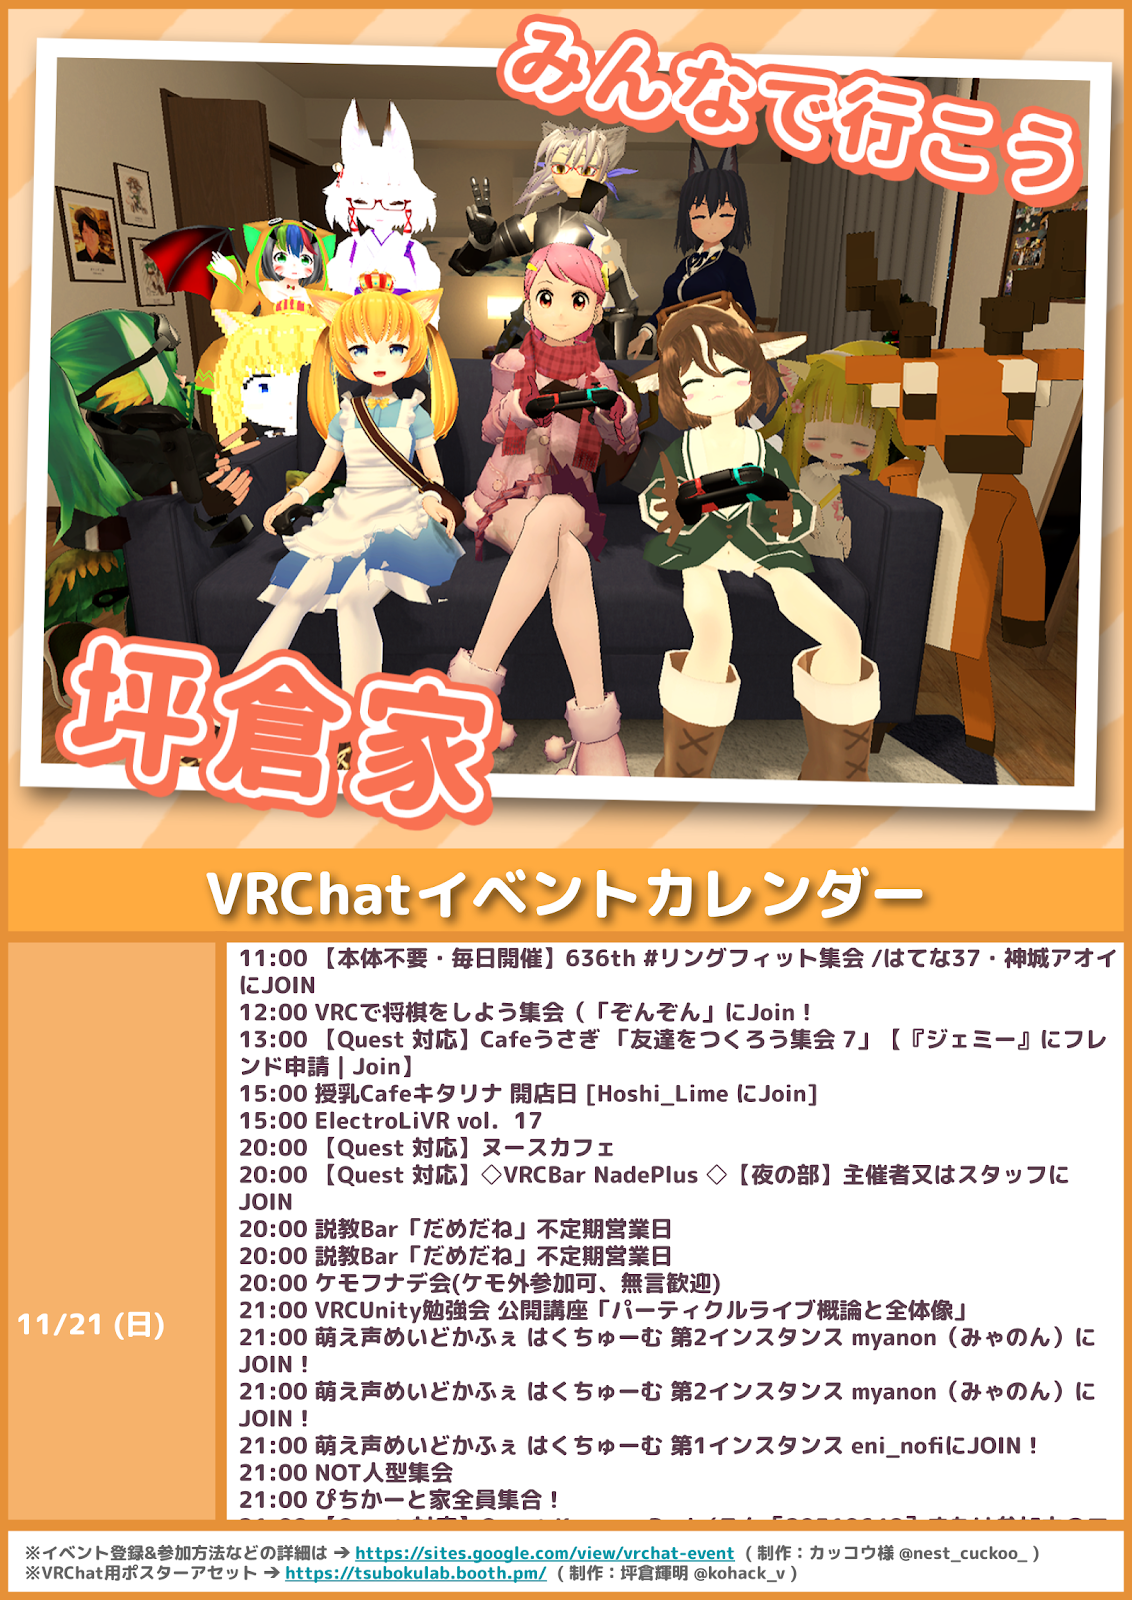 みんなで行こう
坪倉家
VRChatイベントカレンダー
11/21 (日)
11:00 【本体不要・毎日開催】636th #リングフィット集会 /はてな37・神城アオイ
にJOIN
12:00 VRCで将棋をしよう集会（「ぞんぞん」にJoin！
13:00 【Quest 対応】Cafeうさぎ 「友達をつくろう集会 7」【『ジェミー』にフレ
ンド申請 | Join】
15:00 授乳Cafeキタリナ 開店日 [Hoshi_Lime にJoin]
15:00 ElectroLiVR vol. 17
20:00 【Quest 対応】ヌースカフェ
20:00 【Quest 対応】◇VRCBar NadePlus ◇【夜の部】主催者又はスタッフに
JOIN
20:00 説教Bar「だめだね」不定期営業日
20:00 説教Bar「だめだね」不定期営業日
20:00 ケモフナデ会(ケモ外参加可、無言歓迎)
21:00 VRCUnity勉強会 公開講座「パーティクルライブ概論と全体像」
21:00 萌え声めいどかふぇ はくちゅーむ 第2インスタンス myanon（みゃのん）に
JOIN！
21:00 萌え声めいどかふぇ はくちゅーむ 第2インスタンス myanon（みゃのん）に
JOIN！
21:00 萌え声めいどかふぇ はくちゅーむ 第1インスタンス eni_nofiにJOIN！
21:00 NOT人型集会
21:00 ぴちかーと家全員集合！
※イベント登録&参加方法などの詳細は → https://sites.google.com/view/vrchat-event （ 制作：カッコウ様 @nest_cuckoo_ ）
※VRChat用ポスターアセット → https://tsubokulab.booth.pm/ （ 制作：坪倉輝明 @kohack_v ）